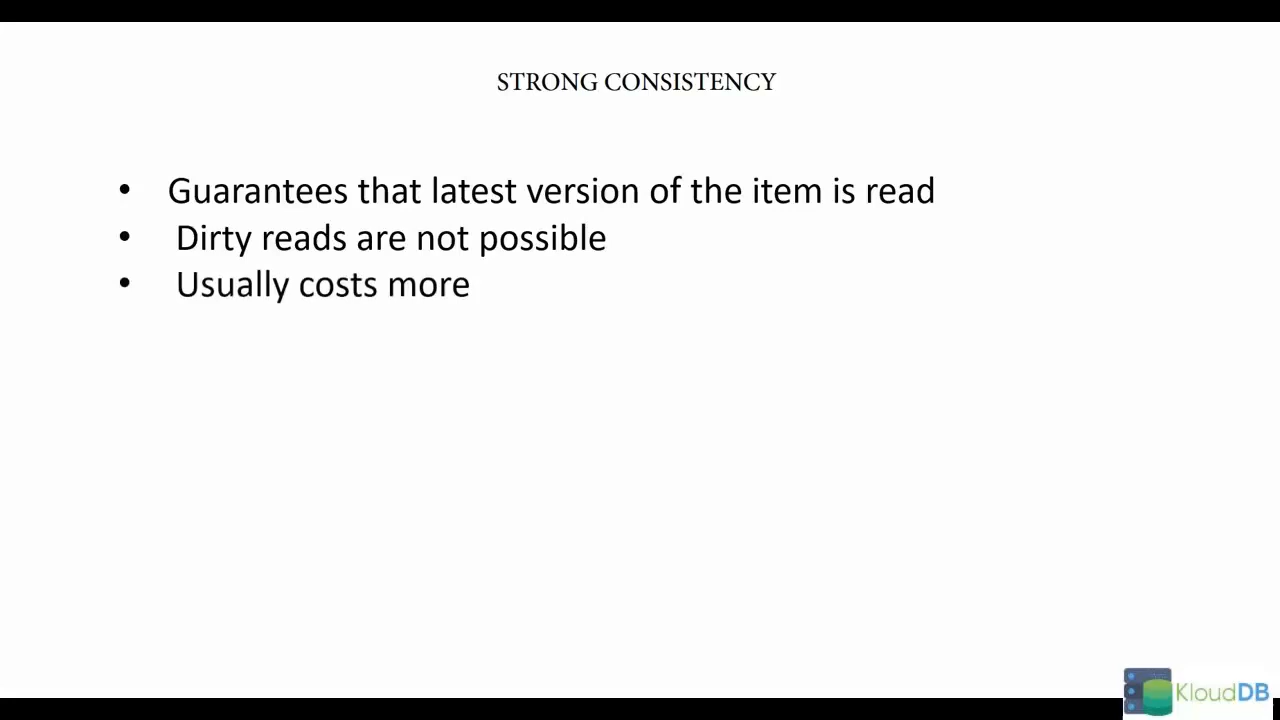 STRONG CONSISTENCY
• Guarantees that latest version of the item is read
• Dirty reads are not possible
• Usually costs more
KloudDB